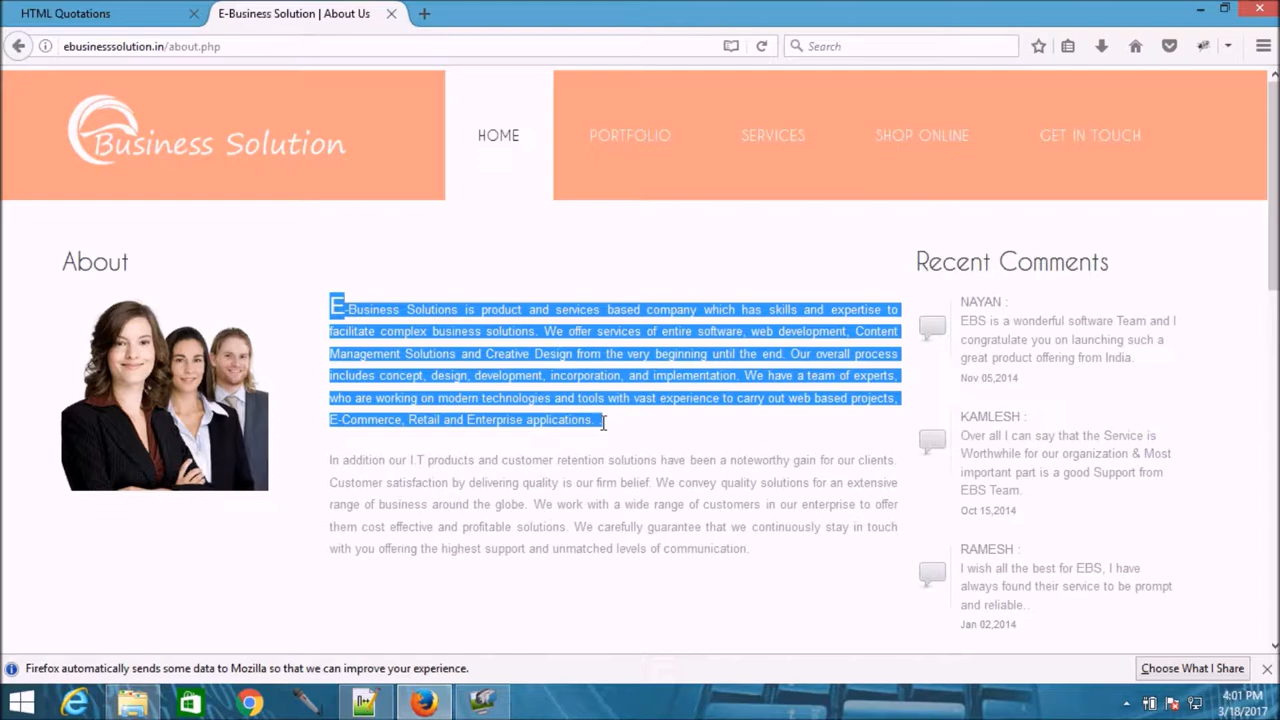 HTML Quotations
E-Business Solution | About Us
ebusinesssolution.in/about.php
Search
Business Solution
HOME
PORTFOLIO
SERVICES
SHOP ONLINE
GET IN TOUCH
About
E-Business Solutions is product and services based company which has skills and expertise to
facilitate complex business solutions. We offer services of entire software, web development, Content
Management Solutions and Creative Design from the very beginning until the end. Our overall process
includes concept, design, development, incorporation, and implementation. We have a team of experts,
who are working on modern technologies and tools with vast experience to carry out web based projects,
E-Commerce, Retail and Enterprise applications. .
In addition our I.T products and customer retention solutions have been a noteworthy gain for our clients.
Customer satisfaction by delivering quality is our firm belief. We convey quality solutions for an extensive
range of business around the globe. We work with a wide range of customers in our enterprise to offer
them cost effective and profitable solutions. We carefully guarantee that we continuously stay in touch
with you offering the highest support and unmatched levels of communication.
Recent Comments
NAYAN :
EBS is a wonderful software Team and I
congratulate you on launching such a
great product offering from India.
Nov 05,2014
KAMLESH :
Over all I can say that the Service is
Worthwhile for our organization & Most
important part is a good Support from
EBS Team.
Oct 15,2014
RAMESH :
I wish all the best for EBS, I have
always found their service to be prompt
and reliable..
Jan 02,2014
Firefox automatically sends some data to Mozilla so that we can improve your experience.
Choose What I Share
4:01 PM
3/18/2017